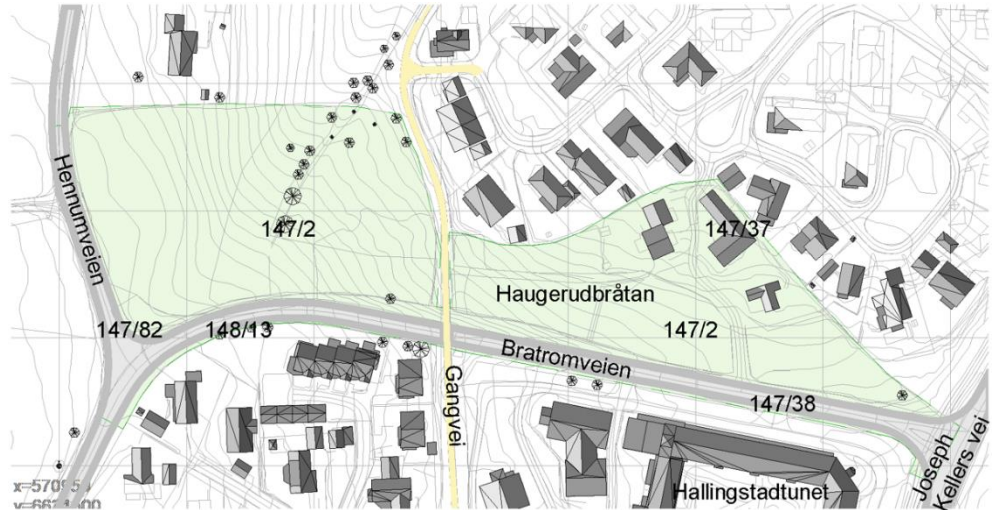 Hennumveien
147/2
147/37
Haugerudbråtan
147/82
148/13
147/2
Bratromveien
Gangvei
147/38
Joseph
Kellers vei
Hallingstadtunet